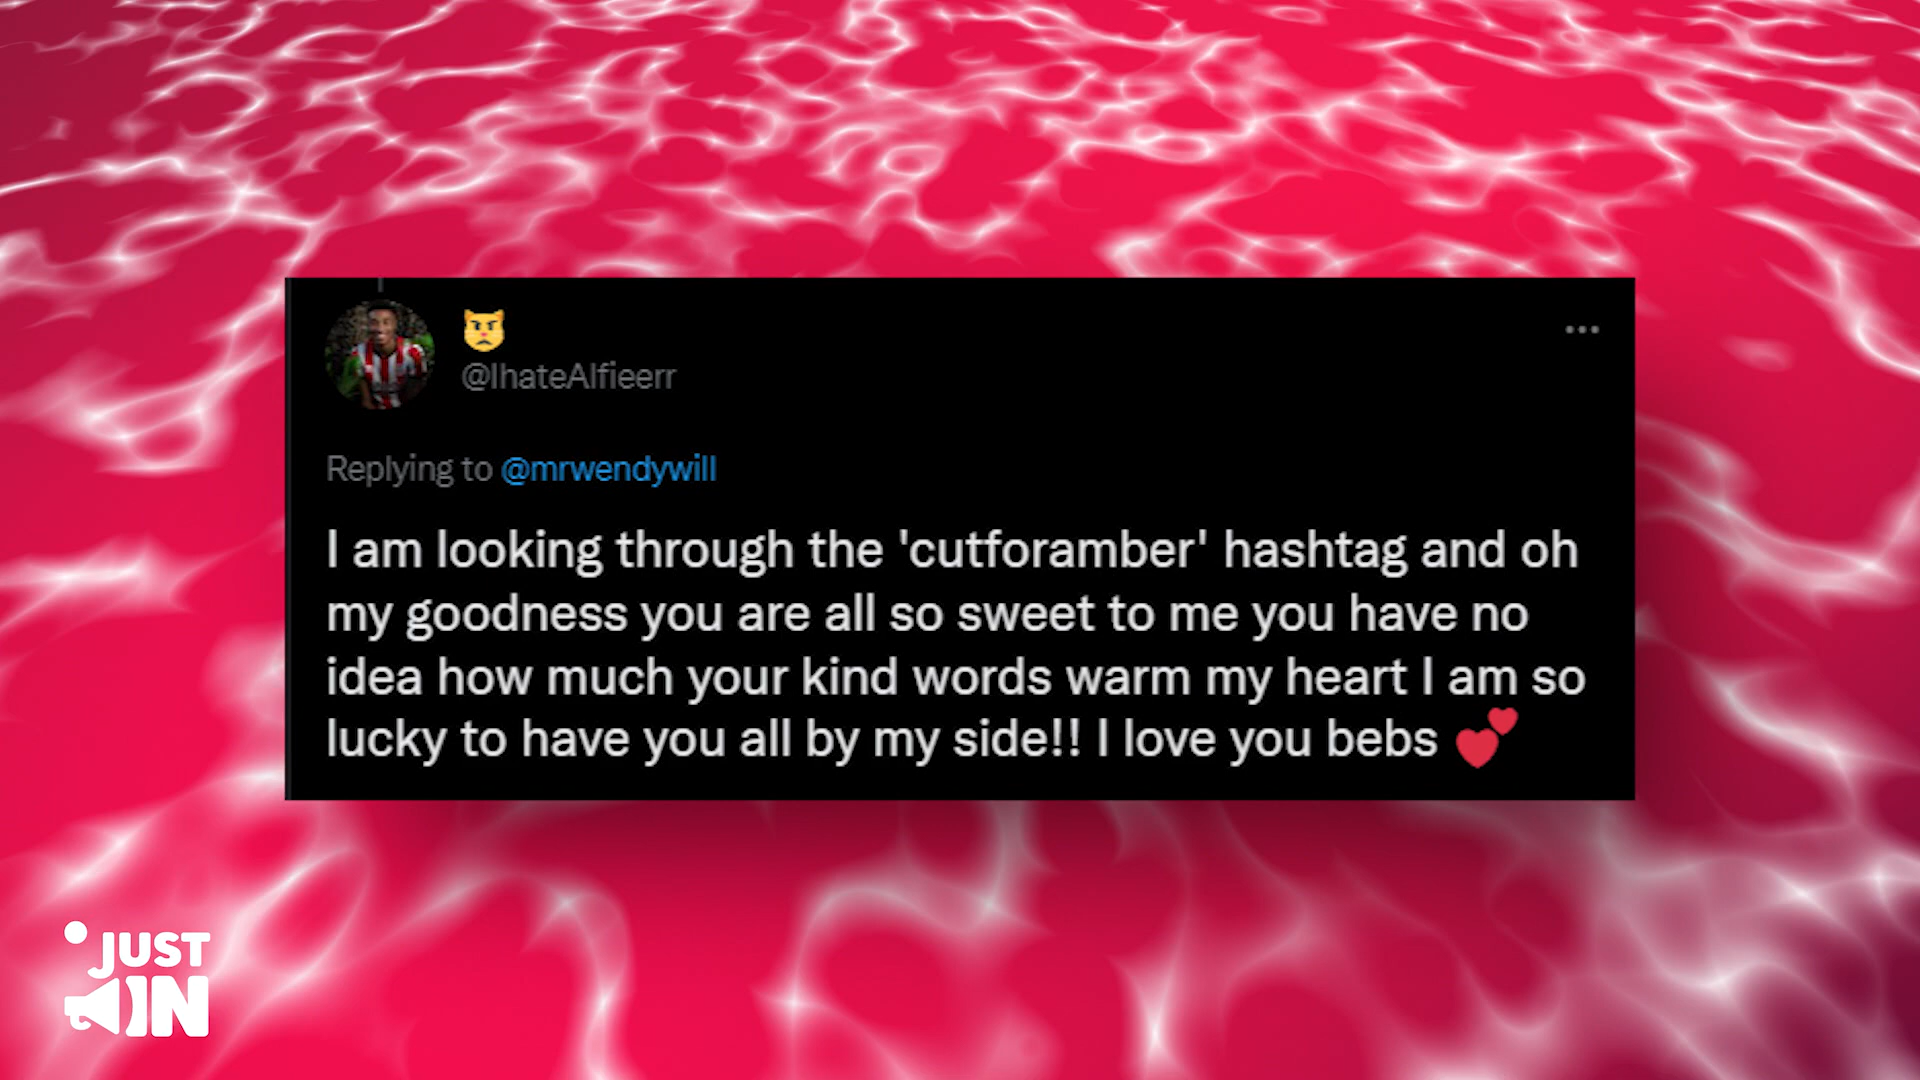 @IhateAlfieerr
Replying to @mrwendywill
I am looking through the 'cutforamber' hashtag and oh
my goodness you are all so sweet to me you have no
idea how much your kind words warm my heart I am so
lucky to have you all by my side!! I love you bebs 💕
JUST
IN